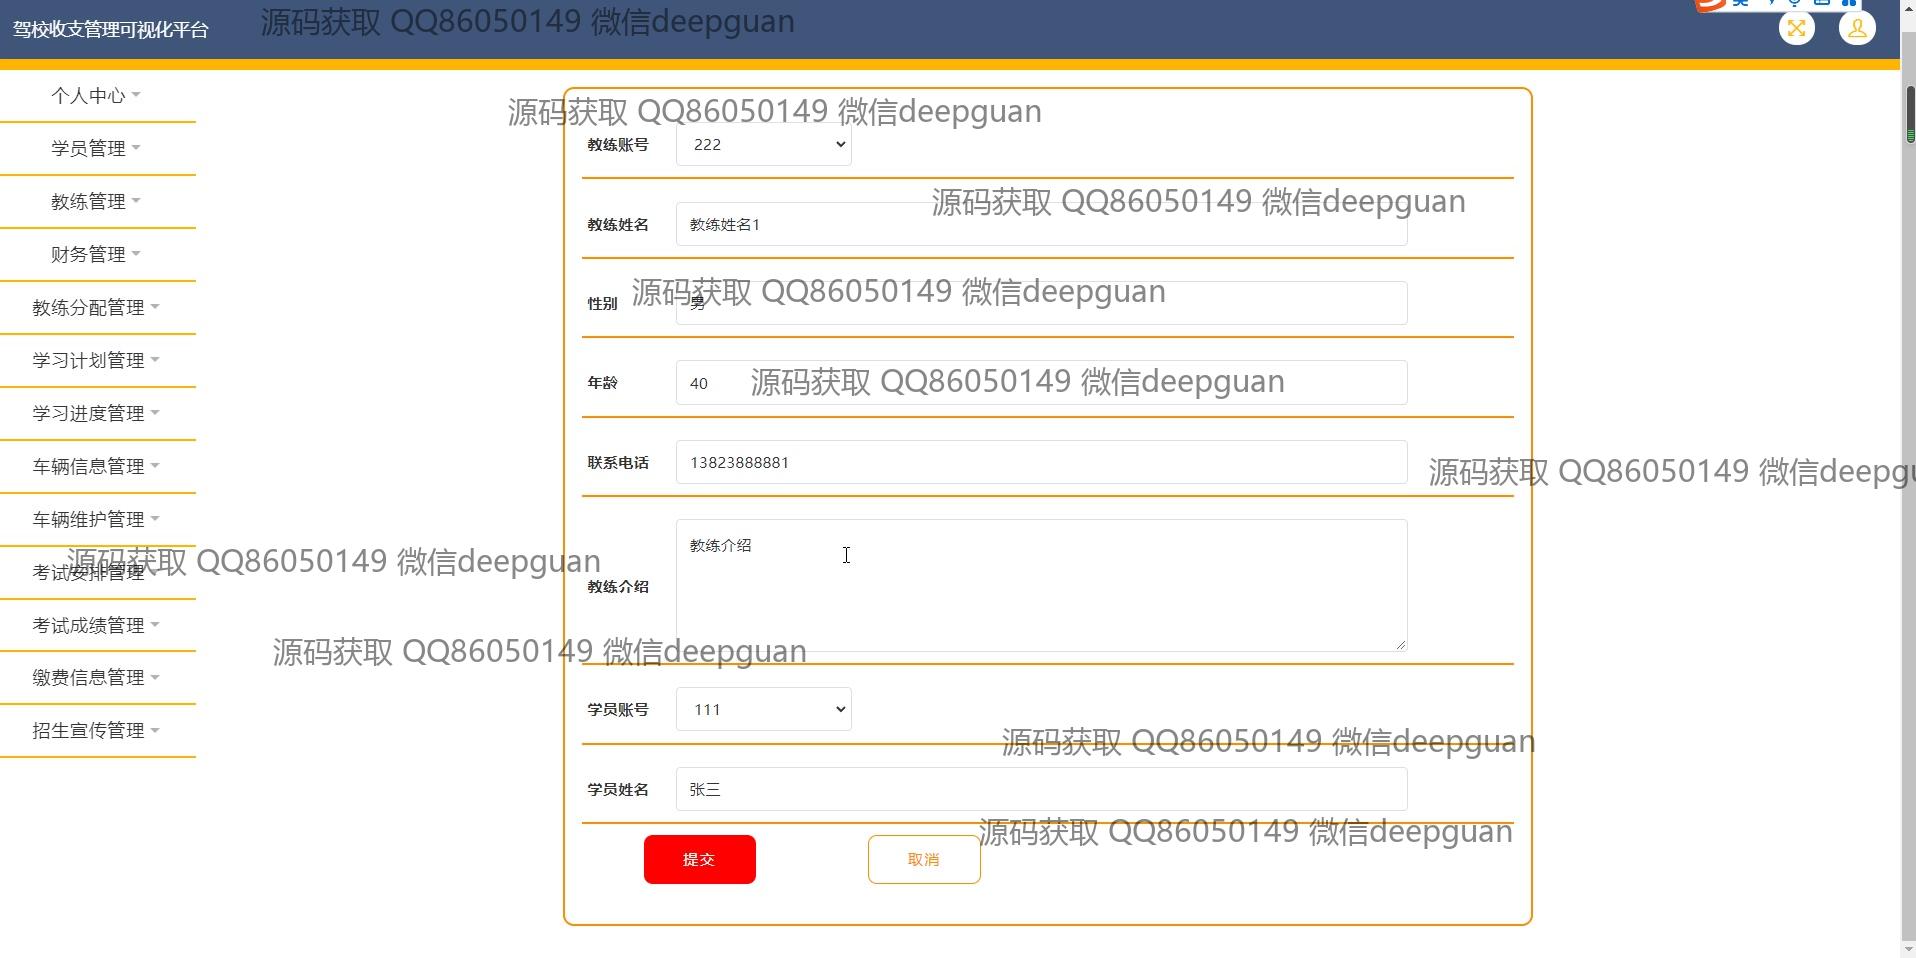 驾校收支管理可视化平台
源码获取 QQ86050149 微信deepguan
个人中心
学员管理
教练管理
财务管理
教练分配管理
学习计划管理
学习进度管理
车辆信息管理
车辆维护管理
考试安排管理
考试成绩管理
缴费信息管理
招生宣传管理
源码获取 QQ86050149 微信deepguan
教练账号 222
源码获取 QQ86050149 微信deepguan
教练姓名 教练姓名1
源码获取 QQ86050149 微信deepguan
性别 男
年龄 40
源码获取 QQ86050149 微信deepguan
联系电话 13823888881
源码获取 QQ86050149 微信deepgu
教练介绍 教练介绍
源码获取 QQ86050149 微信deepguan
源码获取 QQ86050149 微信deepguan
学员账号 111
源码获取 QQ86050149 微信deepguan
学员姓名 张三
源码获取 QQ86050149 微信deepguan
提交 取消